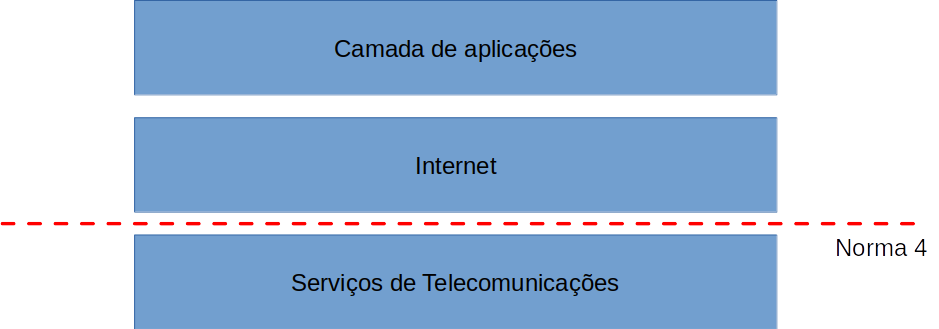 Camada de aplicações
Internet
Norma 4
Serviços de Telecomunicações